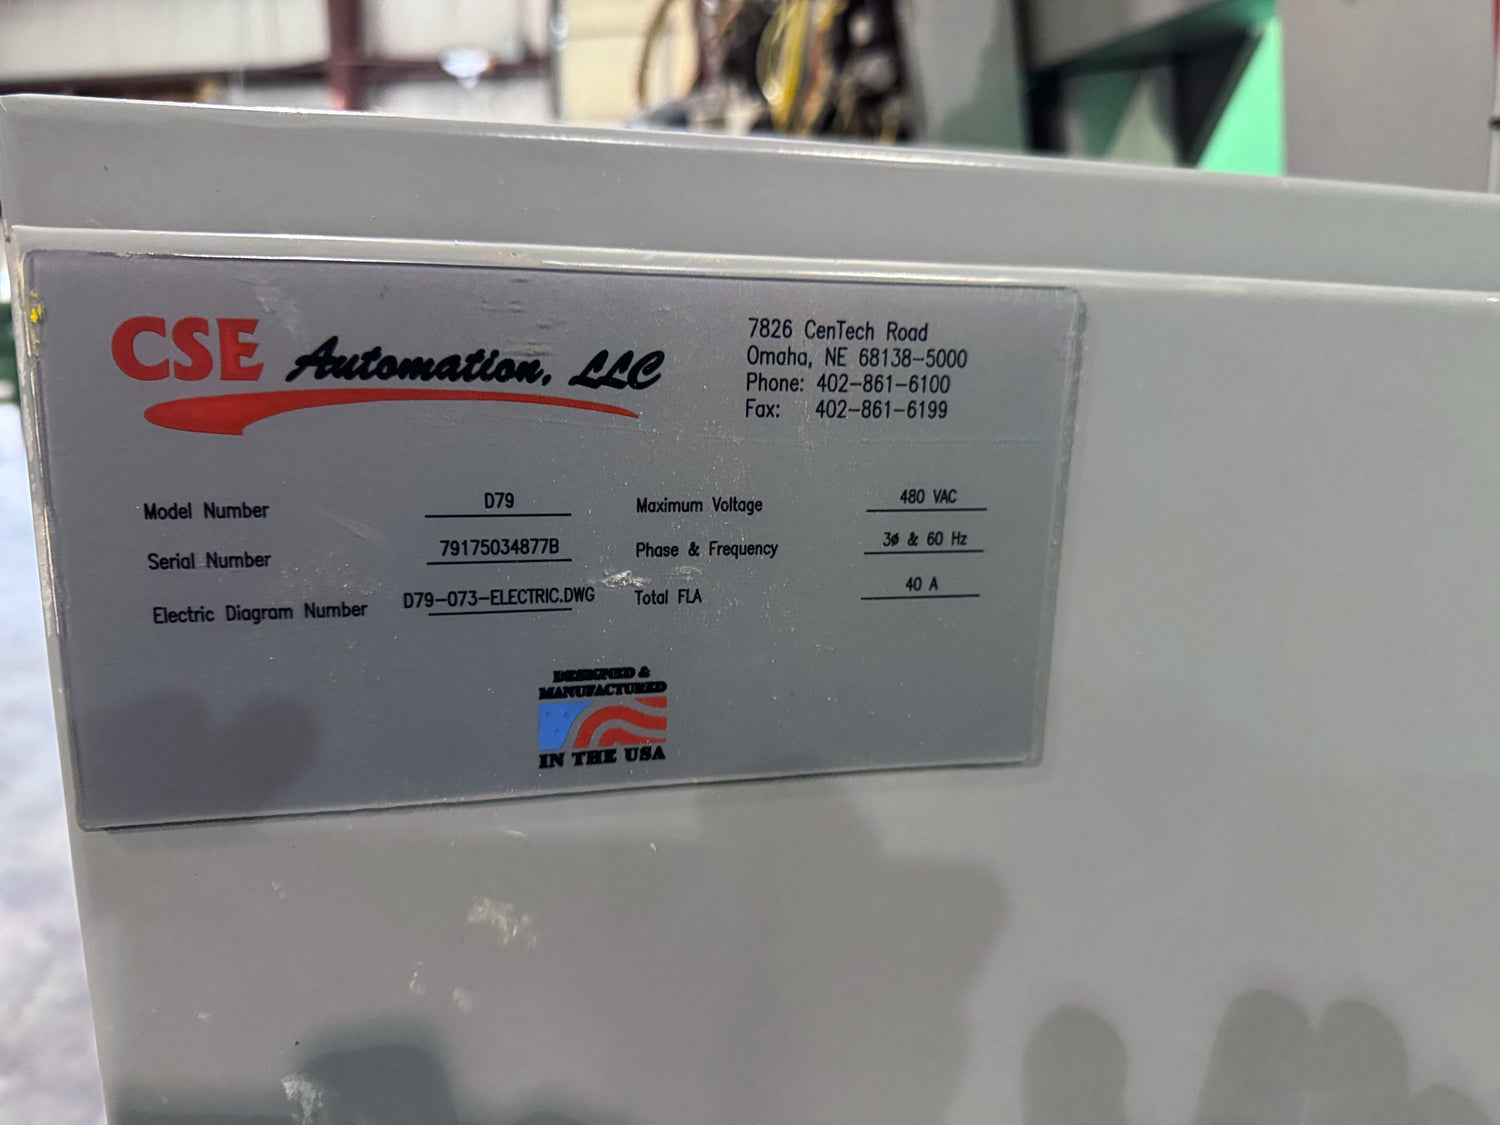 CSE Automation, LLC
7826 CenTech Road
Omaha, NE 68138-5000
Phone: 402-861-6100
Fax: 402-861-6199
Model Number D79 Maximum Voltage 480 VAC
Serial Number 79175034877B Phase & Frequency 3ø & 60 Hz
Electric Diagram Number D79-073-ELECTRIC.DWG Total FLA 40 A
DESIGNED &
MANUFACTURED
IN THE USA